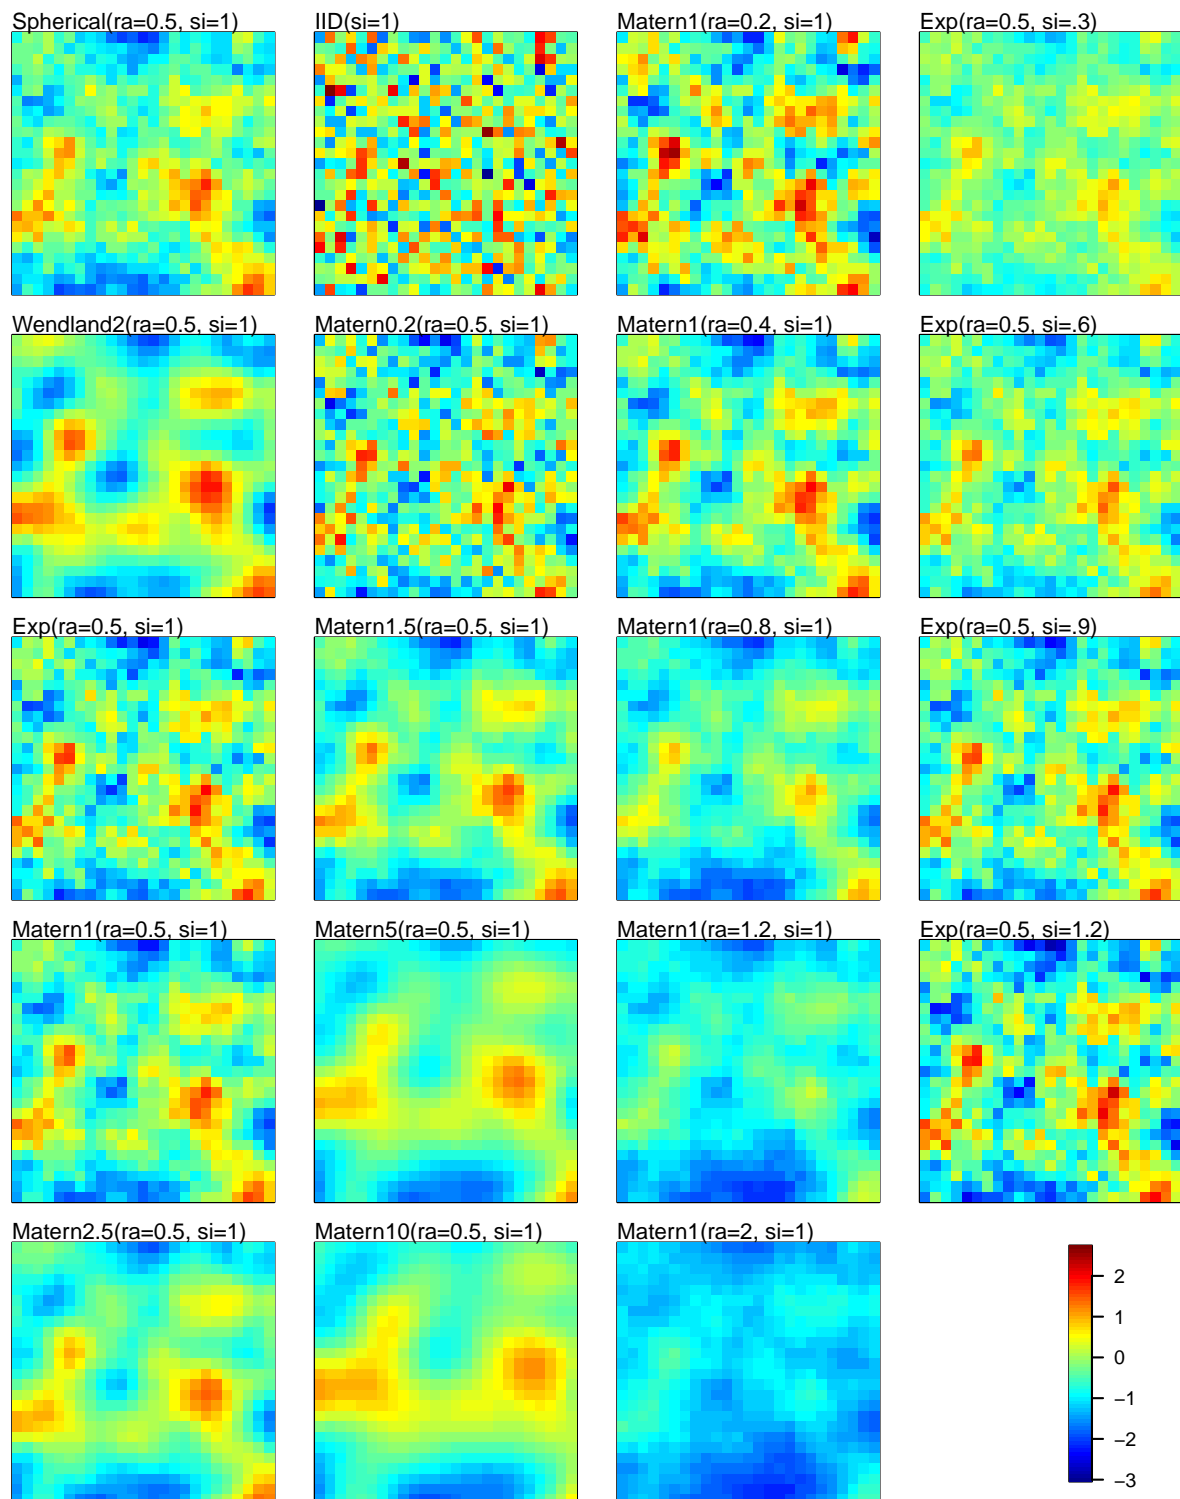 Spherical(ra=0.5, si=1)
IID(si=1)
Matern1(ra=0.2, si=1)
Exp(ra=0.5, si=.3)
Wendland2(ra=0.5, si=1)
Matern0.2(ra=0.5, si=1)
Matern1(ra=0.4, si=1)
Exp(ra=0.5, si=.6)
Exp(ra=0.5, si=1)
Matern1.5(ra=0.5, si=1)
Matern1(ra=0.8, si=1)
Exp(ra=0.5, si=.9)
Matern1(ra=0.5, si=1)
Matern5(ra=0.5, si=1)
Matern1(ra=1.2, si=1)
Exp(ra=0.5, si=1.2)
Matern2.5(ra=0.5, si=1)
Matern10(ra=0.5, si=1)
Matern1(ra=2, si=1)
2
1
0
−1
−2
−3